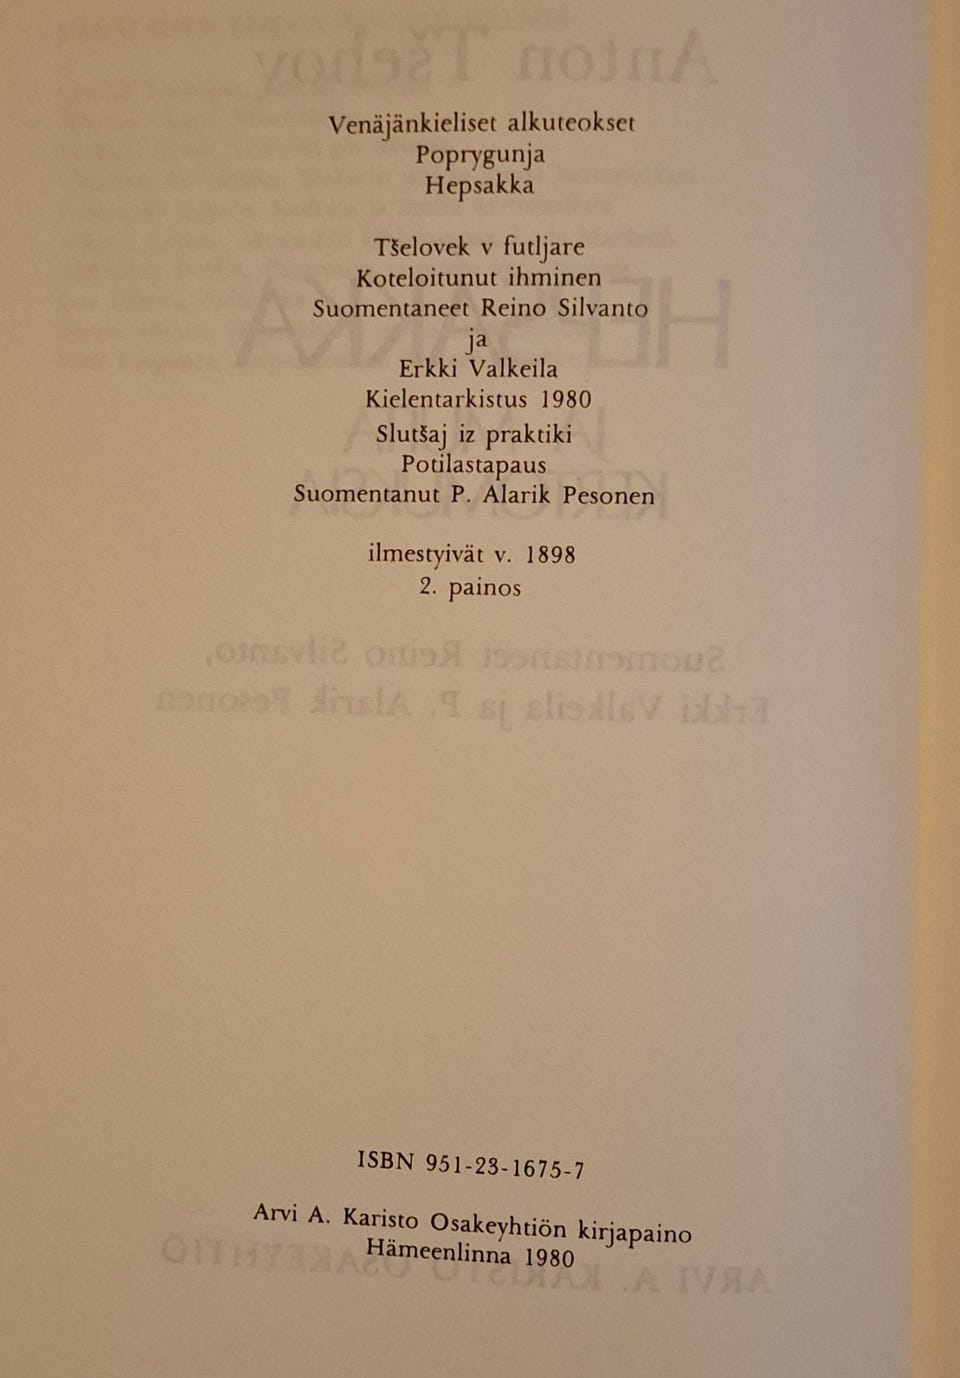 Venäjänkieliset alkuteokset
Poprygunja
Hepsakka
Tšelovek v futljare
Koteloitunut ihminen
Suomentaneet Reino Silvanto
ja
Erkki Valkeila
Kielentarkistus 1980
Slutšaj iz praktiki
Potilastapaus
Suomentanut P. Alarik Pesonen
ilmestyivät v. 1898
2. painos
ISBN 951-23-1675-7
Arvi A. Karisto Osakeyhtiön kirjapaino
Hämeenlinna 1980